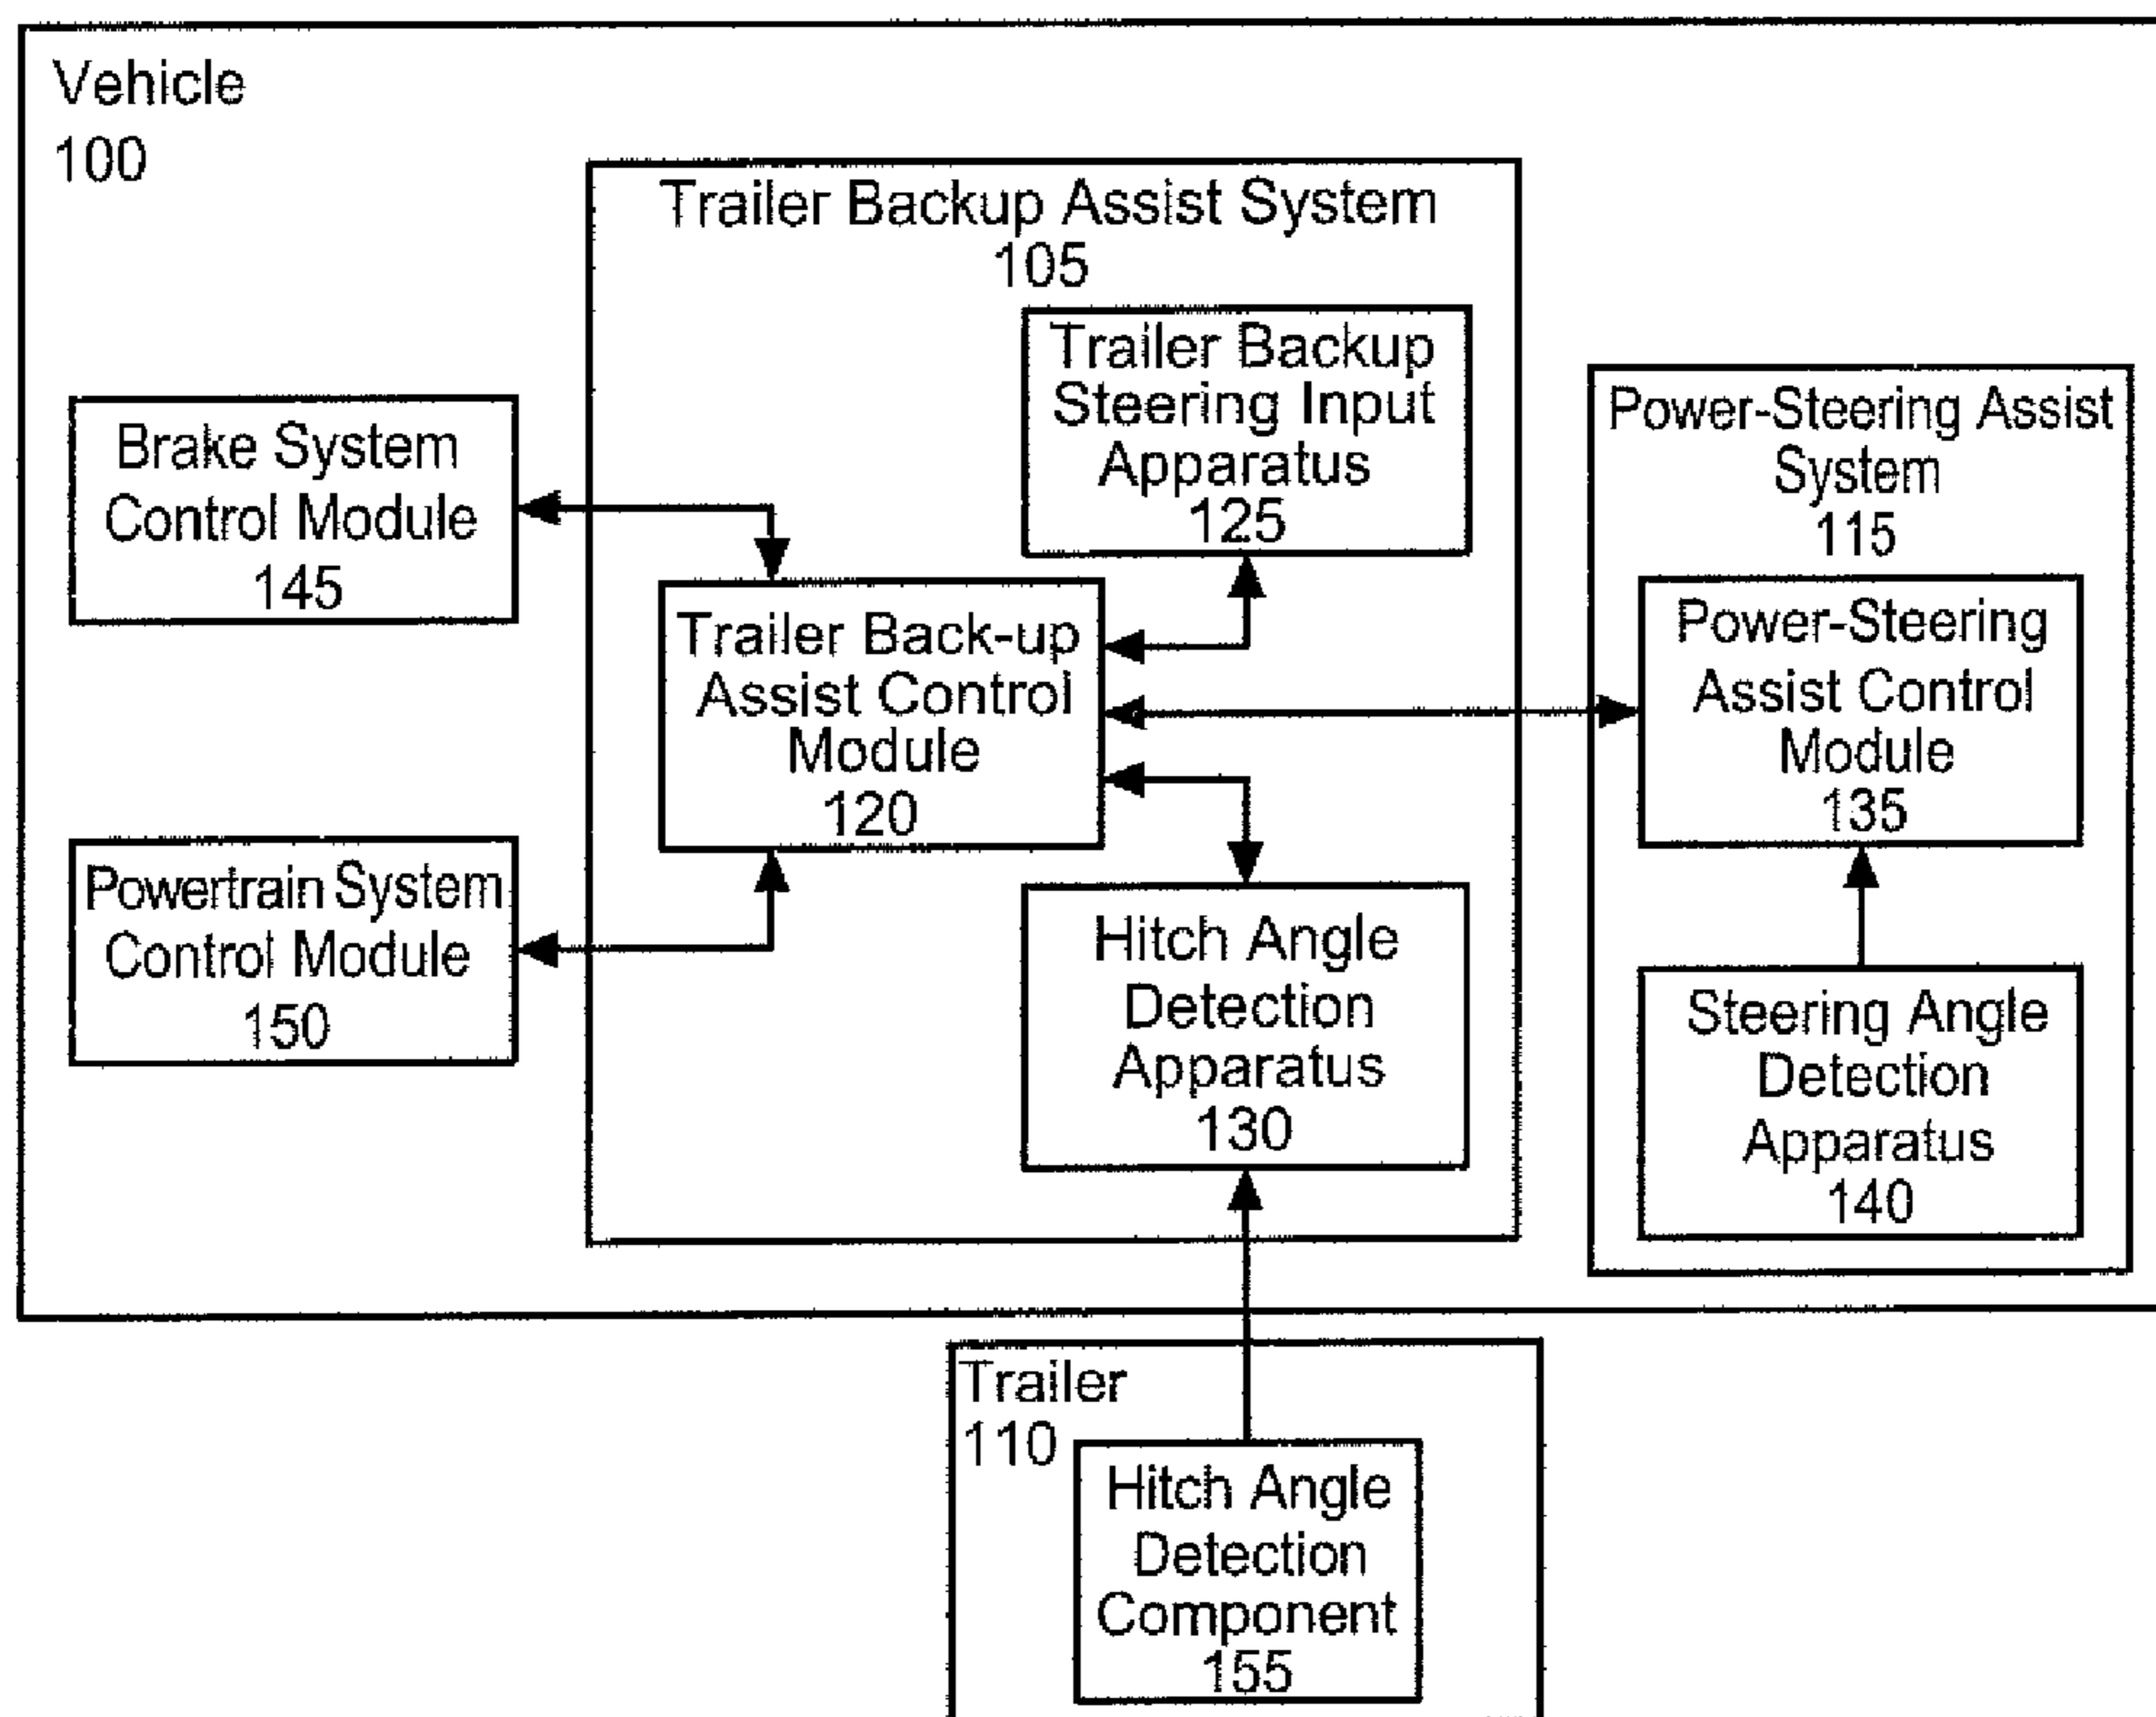 Vehicle
100
Trailer Backup Assist System
105
Trailer Backup
Steering Input
Apparatus
125
Brake System
Control Module
145
Trailer Back-up
Assist Control
Module
120
Powertrain System
Control Module
150
Hitch Angle
Detection
Apparatus
130
Power-Steering Assist
System
115
Power-Steering
Assist Control
Module
135
Steering Angle
Detection
Apparatus
140
Trailer
110
Hitch Angle
Detection
Component
155